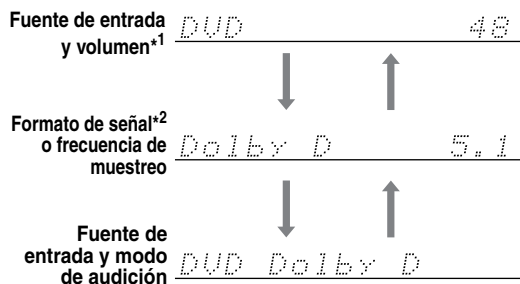 Fuente de entrada
y volumen*1
DVD 48
Formato de señal*2
o frecuencia de
muestreo
Dolby D 5.1
Fuente de
entrada y modo
de audición
DVD Dolby D